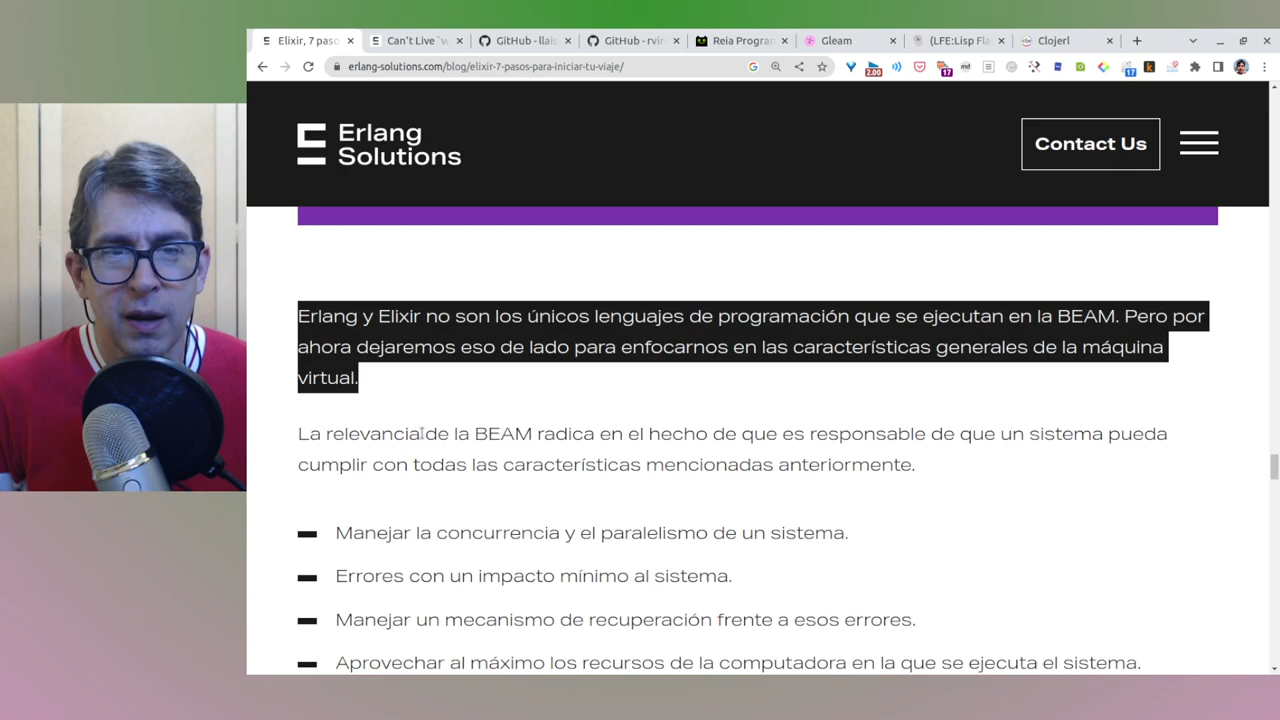 Elixir, 7 paso
Can't Live `w
GitHub - llais
GitHub - rvir
Reia Program
Gleam
(LFE:Lisp Fla
Clojerl
erlang-solutions.com/blog/elixir-7-pasos-para-iniciar-tu-viaje/
2.00
17
17
Erlang
Solutions
Contact Us
Erlang y Elixir no son los únicos lenguajes de programación que se ejecutan en la BEAM. Pero por
ahora dejaremos eso de lado para enfocarnos en las características generales de la máquina
virtual.
La relevancia de la BEAM radica en el hecho de que es responsable de que un sistema pueda
cumplir con todas las características mencionadas anteriormente.
Manejar la concurrencia y el paralelismo de un sistema.
Errores con un impacto mínimo al sistema.
Manejar un mecanismo de recuperación frente a esos errores.
Aprovechar al máximo los recursos de la computadora en la que se ejecuta el sistema.